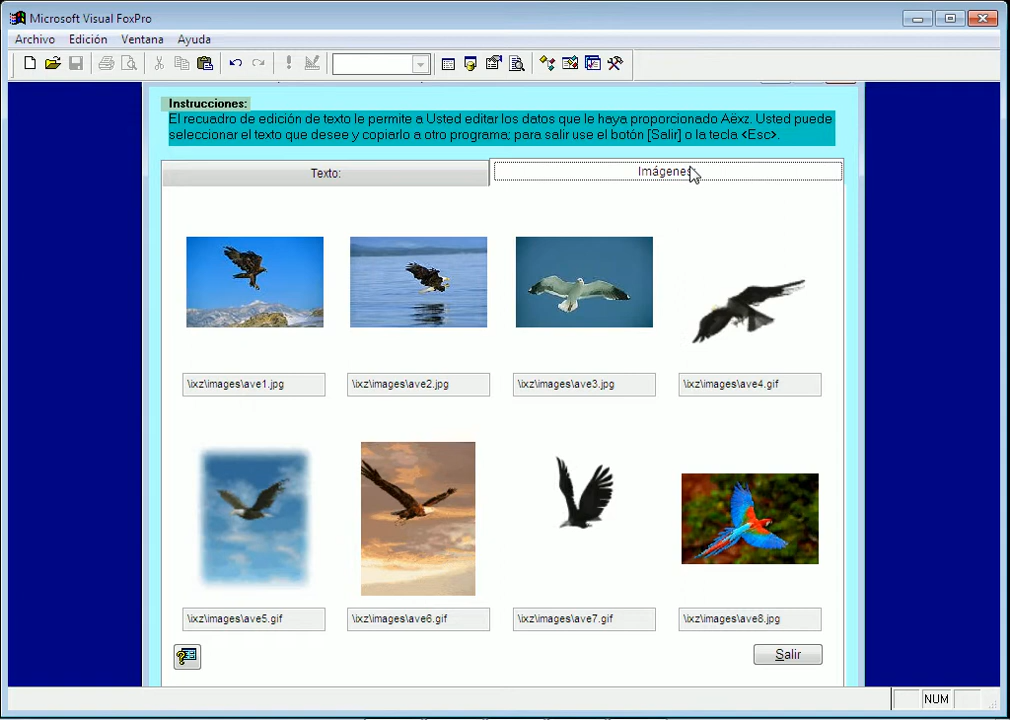 Microsoft Visual FoxPro
Archivo Edición Ventana Ayuda
Instrucciones:
El recuadro de edición de texto le permite a Usted editar los datos que le haya proporcionado Aëxz. Usted puede
seleccionar el texto que desee y copiarlo a otro programa; para salir use el botón [Salir] o la tecla <Esc>.
Texto:
Imágenes
\ixz\images\ave1.jpg
\ixz\images\ave2.jpg
\ixz\images\ave3.jpg
\ixz\images\ave4.gif
\ixz\images\ave5.gif
\ixz\images\ave6.gif
\ixz\images\ave7.gif
\ixz\images\ave8.jpg
Salir
NUM